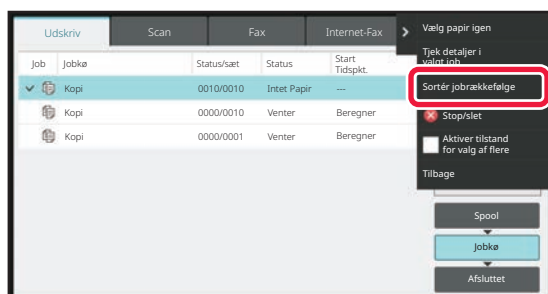 Udskriv Scan Fax Internet-Fax
Job Jobkø Status/sæt Status Start Tidspkt.
Kopi 0010/0010 Intet Papir ---
Kopi 0000/0010 Venter Beregner
Kopi 0000/0001 Venter Beregner
Vælg papir igen
Tjek detaljer i
valgt job
Sortér jobrækkefølge
Stop/slet
Aktiver tilstand
for valg af flere
Tilbage
Spool
Jobkø
Afsluttet